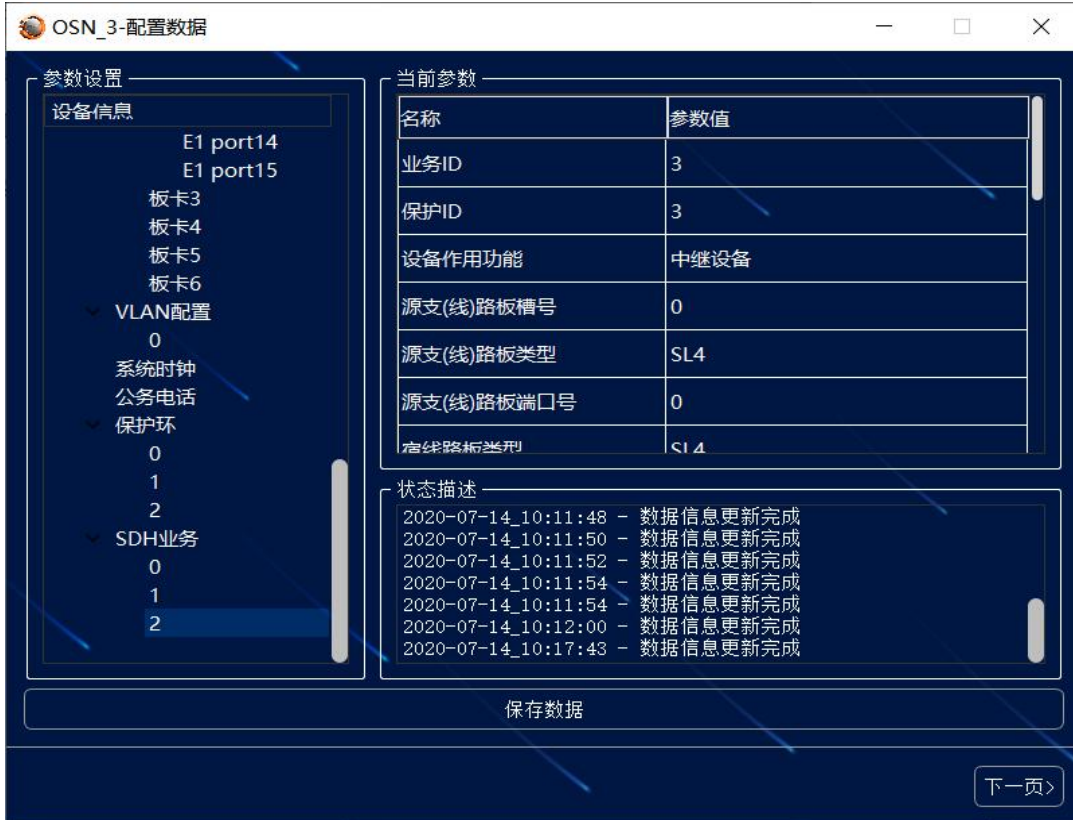 OSN_3-配置数据
参数设置
设备信息
E1 port14
E1 port15
板卡3
板卡4
板卡5
板卡6
VLAN配置
0
系统时钟
公务电话
保护环
0
1
2
SDH业务
0
1
2
当前参数
名称 参数值
业务ID 3
保护ID 3
设备作用功能 中继设备
源支(线)路板槽号 0
源支(线)路板类型 SL4
源支(线)路板端口号 0
宿线路板类型 SL4
状态描述
2020-07-14_10:11:48 - 数据信息更新完成
2020-07-14_10:11:50 - 数据信息更新完成
2020-07-14_10:11:52 - 数据信息更新完成
2020-07-14_10:11:54 - 数据信息更新完成
2020-07-14_10:11:54 - 数据信息更新完成
2020-07-14_10:12:00 - 数据信息更新完成
2020-07-14_10:17:43 - 数据信息更新完成
保存数据
下一页>